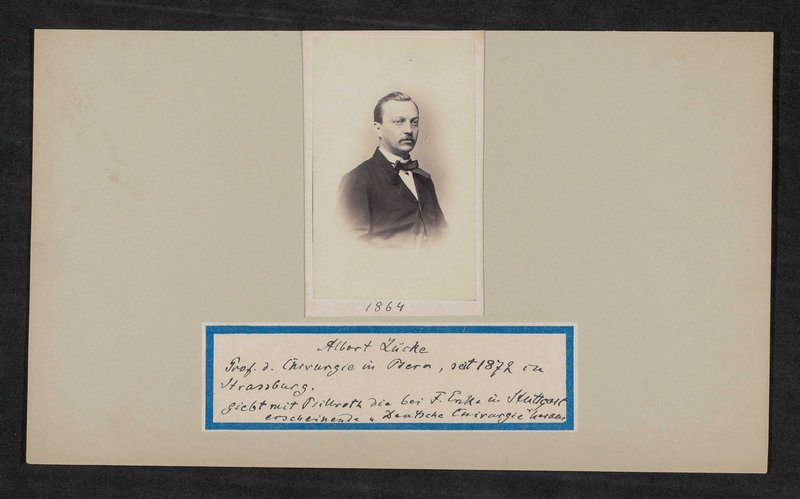 1864
Albert Lücke
Prof. d. Chirurgie in Bern, seit 1872 in
Strassburg.
giebt mit Billroth die bei F. Enke in Stuttgart
erscheinende „Deutsche Chirurgie" heraus